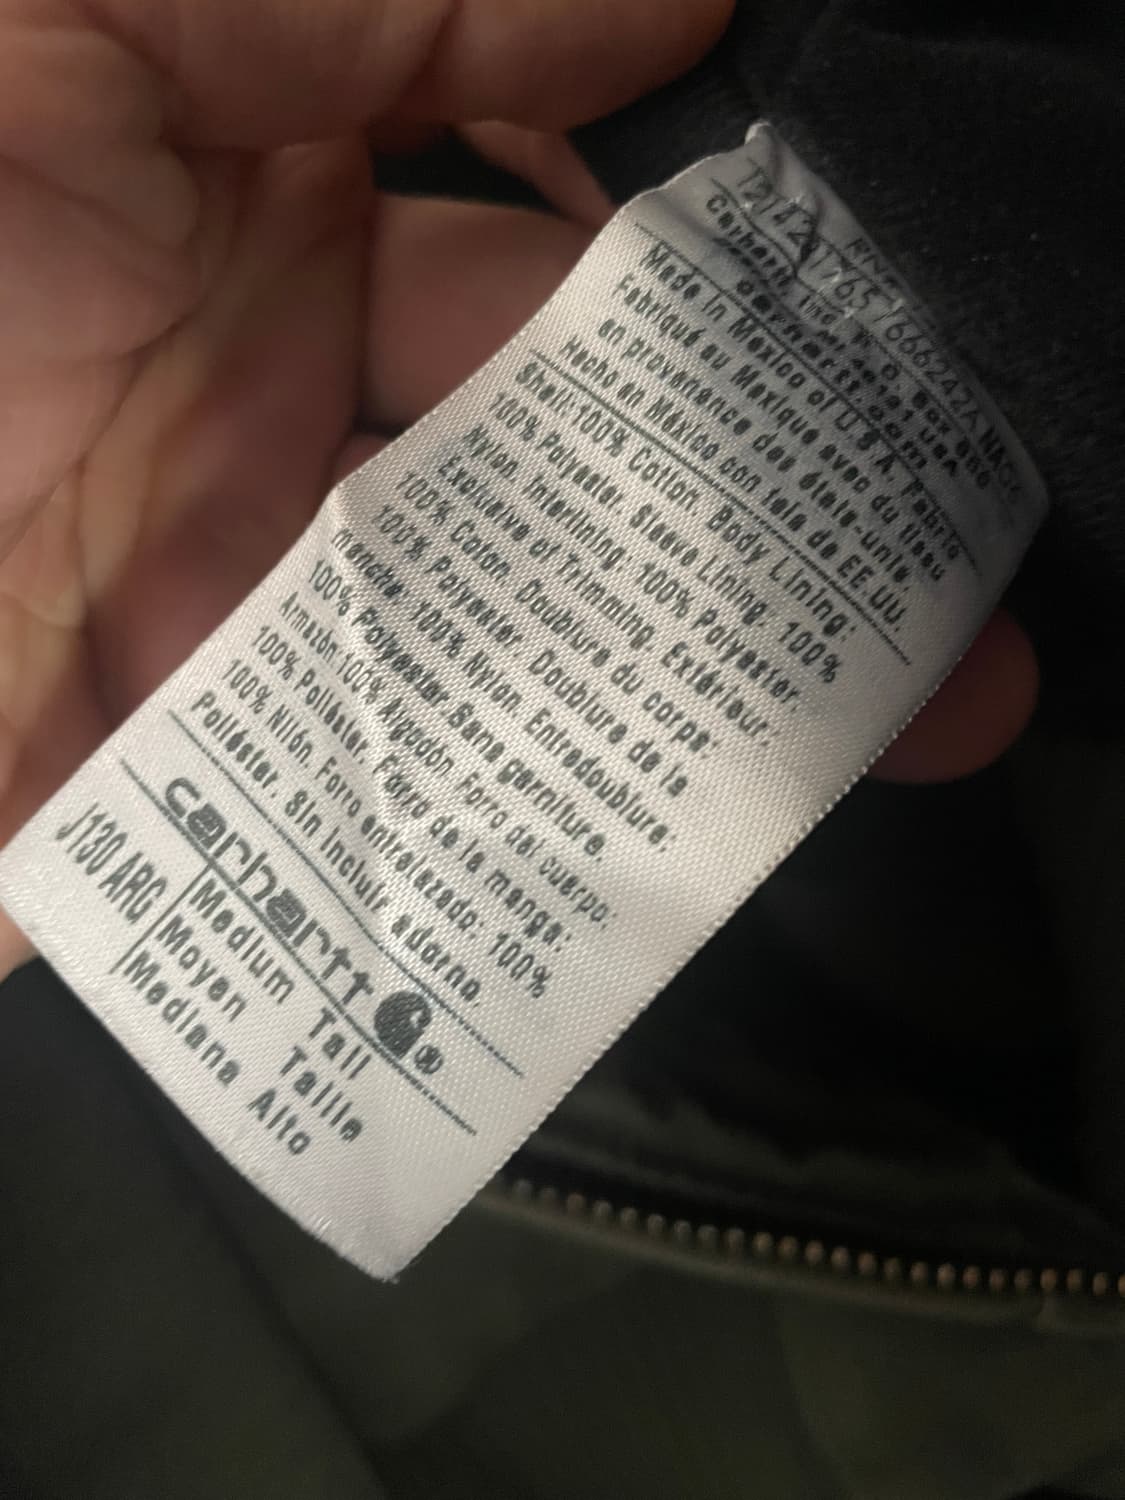 Carhartt, Inc. P.O. Box 600
Made In Mexico of U.S.A. Fabric
Fabriqué au Mexique avec du tissu
en provenance des états-unis.
Hecho en México con tela de EE.UU.
Shell:100% Cotton. Body Lining:
100% Polyester. Sleeve Lining: 100%
Nylon. Interlining: 100% Polyester.
Exclusive of Trimming. Extérieur:
100% Coton. Doublure du corps:
100% Polyester. Doublure de la
manche: 100% Nylon. Entredoublure:
100% Polyester.Sans garniture.
Armazón:100% Algodón. Forro del cuerpo:
100% Poliéster. Forro de la manga:
100% Nilón. Forro entrelazado: 100%
Poliéster. Sin incluir adorno.
carhartt ®
J130 ARG
Medium Tall
Moyen Taille
Mediana Alto